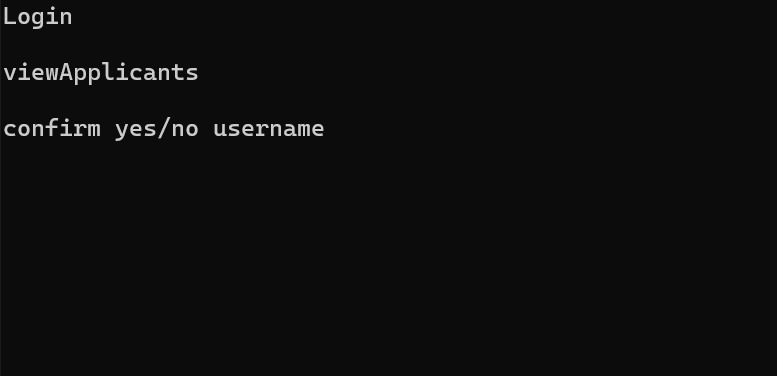 Login
viewApplicants
confirm yes/no username